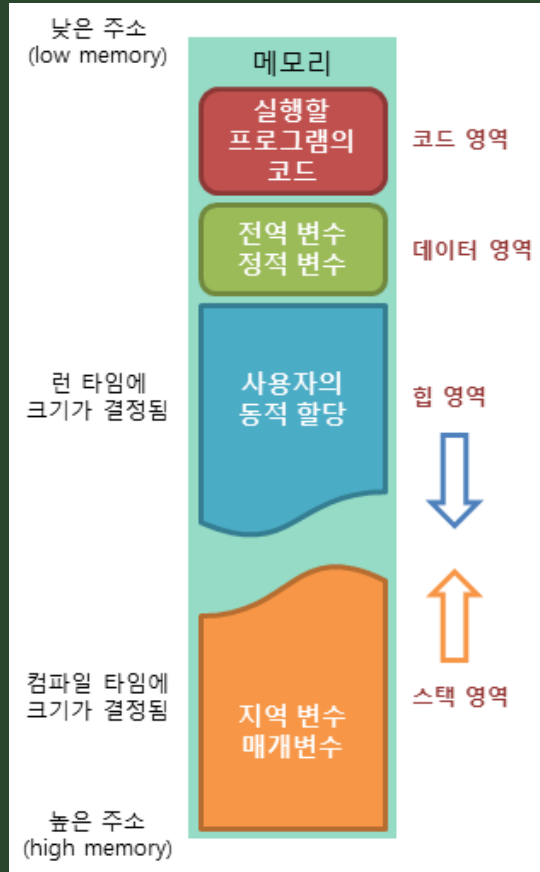 낮은 주소
(low memory)
메모리
실행할
프로그램의
코드
코드 영역
전역 변수
정적 변수
데이터 영역
런 타임에
크기가 결정됨
사용자의
동적 할당
힙 영역
컴파일 타임에
크기가 결정됨
지역 변수
매개변수
스택 영역
높은 주소
(high memory)